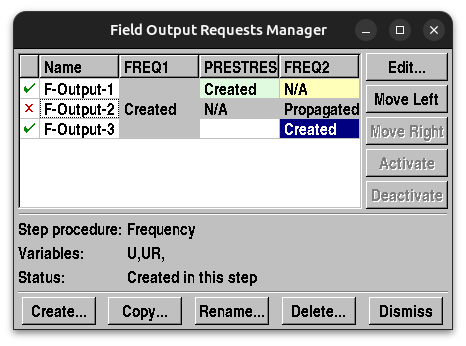 Field Output Requests Manager
Name FREQ1 PRESTRES FREQ2 Edit...
F-Output-1 Created N/A
F-Output-2 Created N/A Propagated Move Left
F-Output-3 Created Move Right
Activate
Deactivate
Step procedure: Frequency
Variables: U,UR,
Status: Created in this step
Create... Copy... Rename... Delete... Dismiss